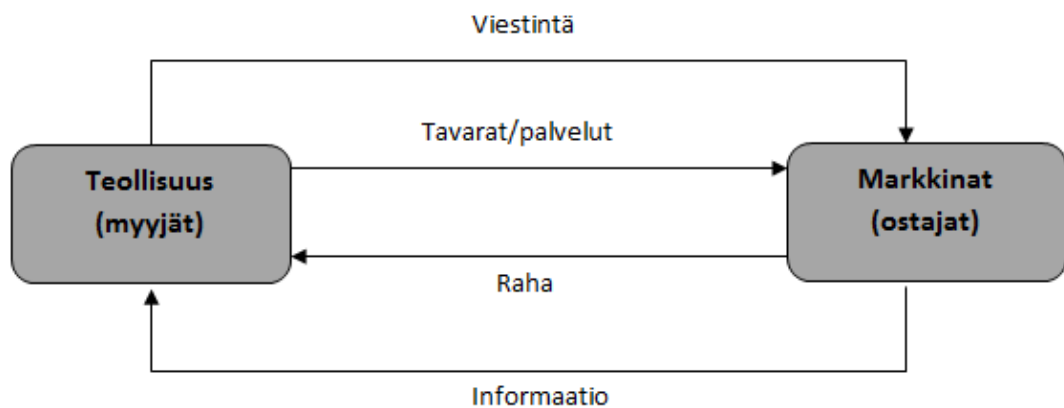 Viestintä
Tavarat/palvelut
Teollisuus
(myyjät)
Markkinat
(ostajat)
Raha
Informaatio